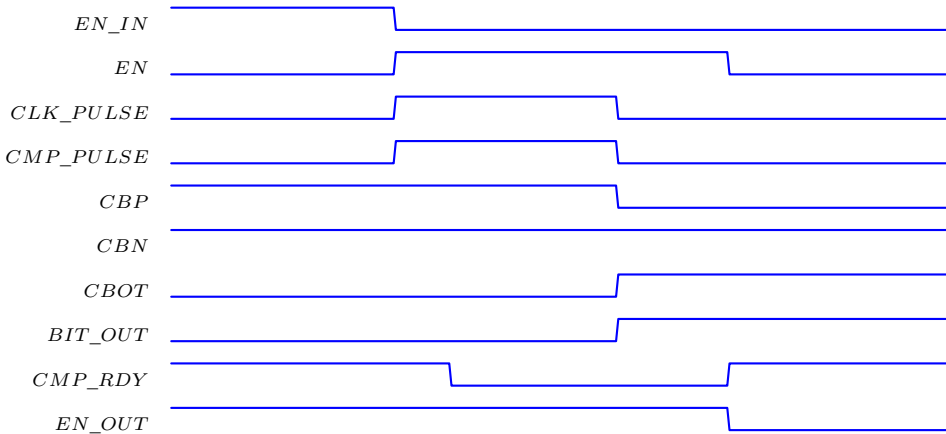 EN_IN
EN
CLK_PULSE
CMP_PULSE
CBP
CBN
CBOT
BIT_OUT
CMP_RDY
EN_OUT